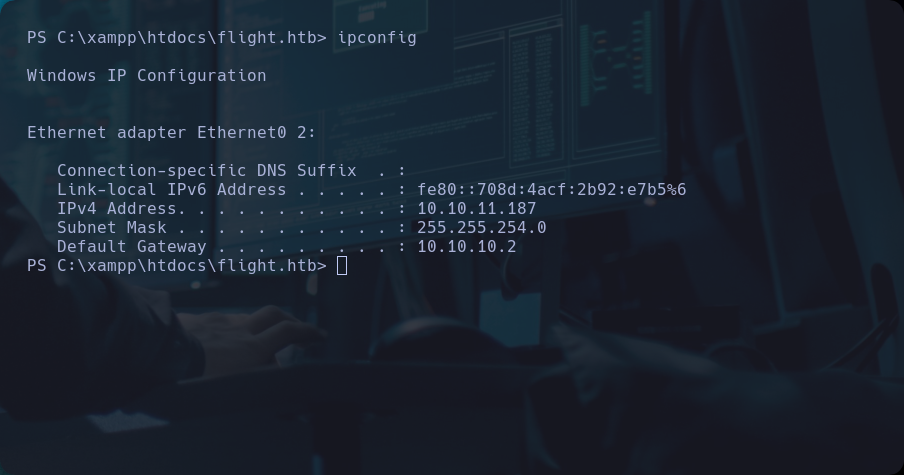 PS C:\xampp\htdocs\flight.htb> ipconfig
Windows IP Configuration
Ethernet adapter Ethernet0 2:
Connection-specific DNS Suffix  . :
Link-local IPv6 Address . . . . . : fe80::708d:4acf:2b92:e7b5%6
IPv4 Address. . . . . . . . . . . : 10.10.11.187
Subnet Mask . . . . . . . . . . . : 255.255.254.0
Default Gateway . . . . . . . . . : 10.10.10.2
PS C:\xampp\htdocs\flight.htb>